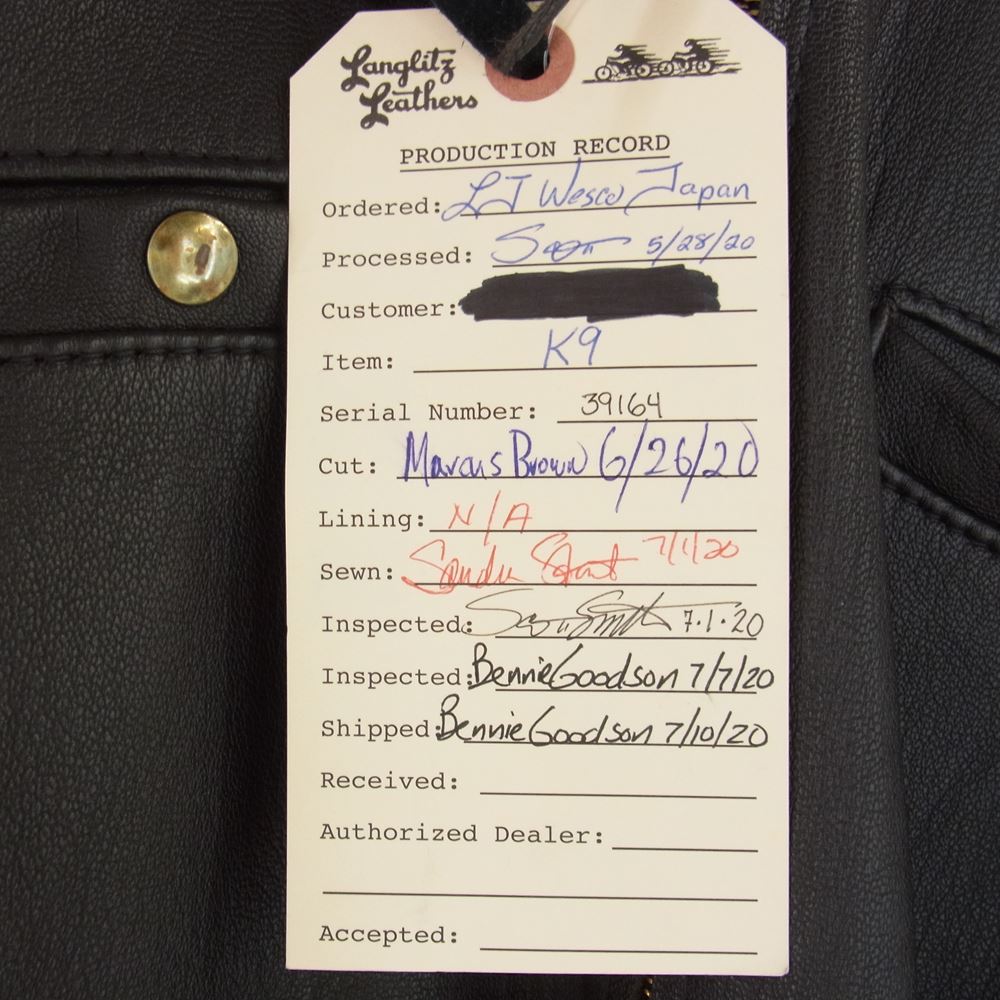 Langlitz
Leathers
PRODUCTION RECORD
Ordered: LJ Wesco Japan
Processed: 5/28/20
Customer:
Item: K9
Serial Number: 39164
Cut: Marcus Brown 6/26/20
Lining: N/A
Sewn: 7/1/20
Inspected: Smith 7.1.20
Inspected: Bennie Goodson 7/7/20
Shipped: Bennie Goodson 7/10/20
Received:
Authorized Dealer:
Accepted: